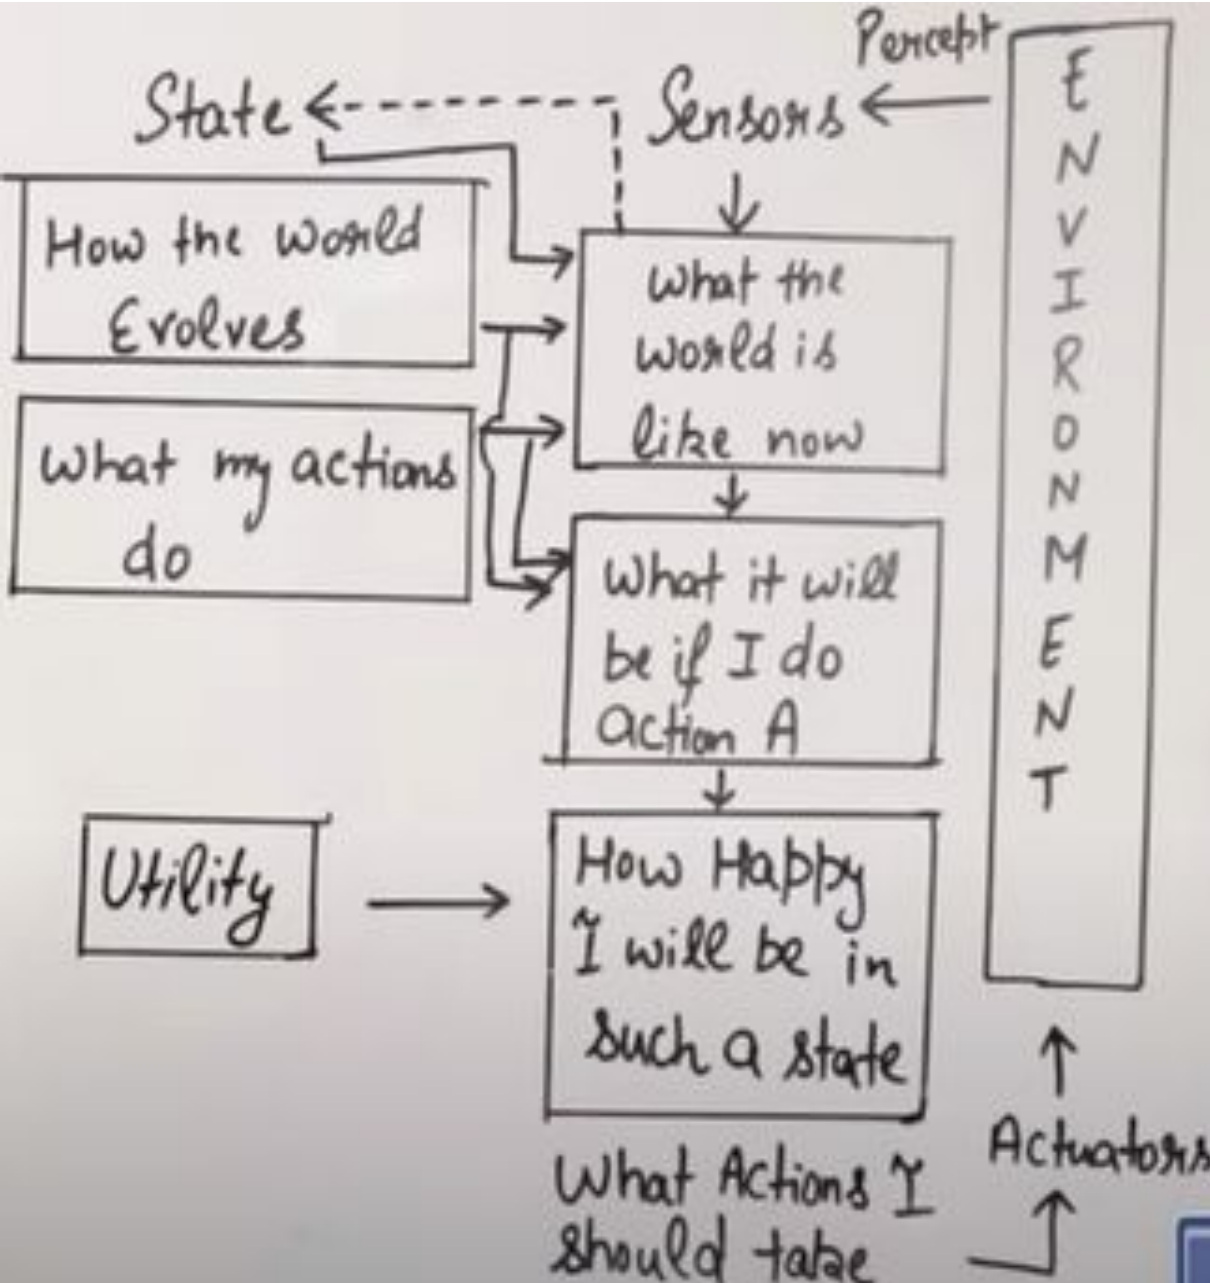 Percept
State
Sensors
How the world
Evolves
What my actions
do
What the
world is
like now
What it will
be if I do
action A
Utility
How Happy
I will be in
such a state
What Actions I
should take
Actuators
ENVIRONMENT